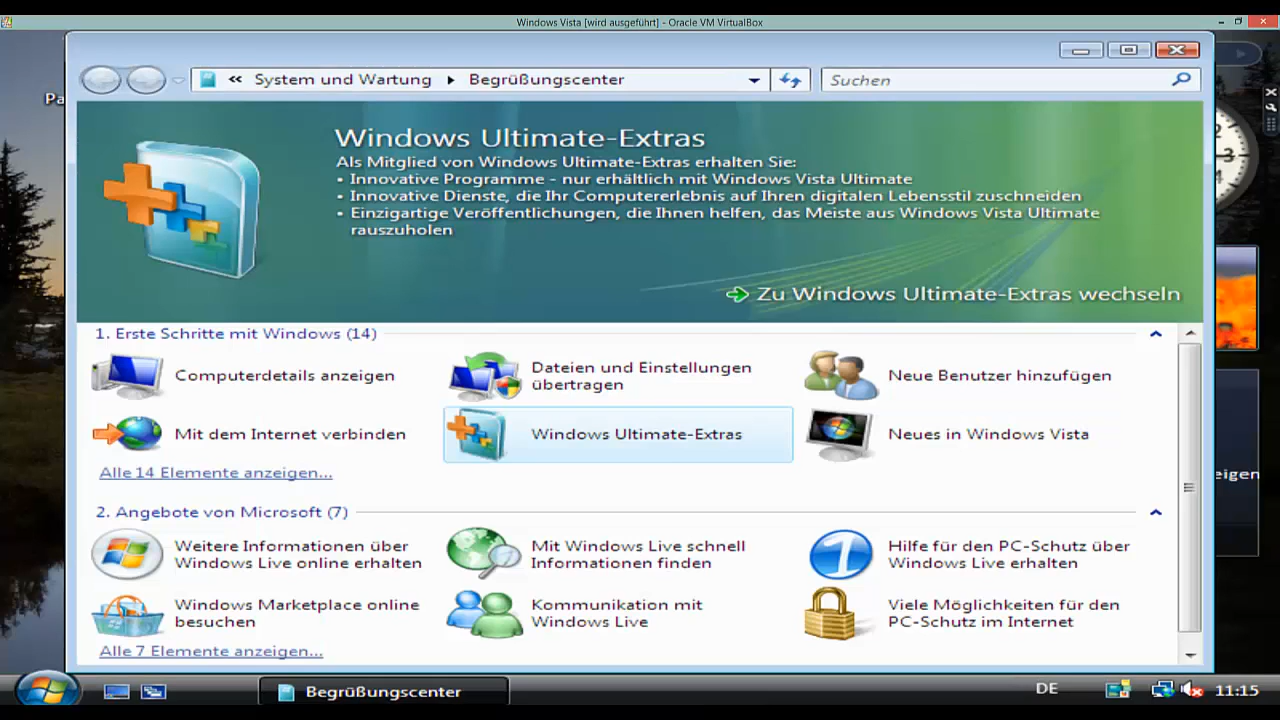 Windows Vista [wird ausgeführt] - Oracle VM VirtualBox
Pa
« System und Wartung ▸ Begrüßungscenter
Suchen
Windows Ultimate-Extras
Als Mitglied von Windows Ultimate-Extras erhalten Sie:
• Innovative Programme - nur erhältlich mit Windows Vista Ultimate
• Innovative Dienste, die Ihr Computererlebnis auf Ihren digitalen Lebensstil zuschneiden
• Einzigartige Veröffentlichungen, die Ihnen helfen, das Meiste aus Windows Vista Ultimate
rauszuholen
Zu Windows Ultimate-Extras wechseln
1. Erste Schritte mit Windows (14)
Computerdetails anzeigen
Dateien und Einstellungen
übertragen
Neue Benutzer hinzufügen
Mit dem Internet verbinden
Windows Ultimate-Extras
Neues in Windows Vista
Alle 14 Elemente anzeigen...
eigen
2. Angebote von Microsoft (7)
Weitere Informationen über
Windows Live online erhalten
Mit Windows Live schnell
Informationen finden
Hilfe für den PC-Schutz über
Windows Live erhalten
Windows Marketplace online
besuchen
Kommunikation mit
Windows Live
Viele Möglichkeiten für den
PC-Schutz im Internet
Alle 7 Elemente anzeigen...
Begrüßungscenter
DE
11:15